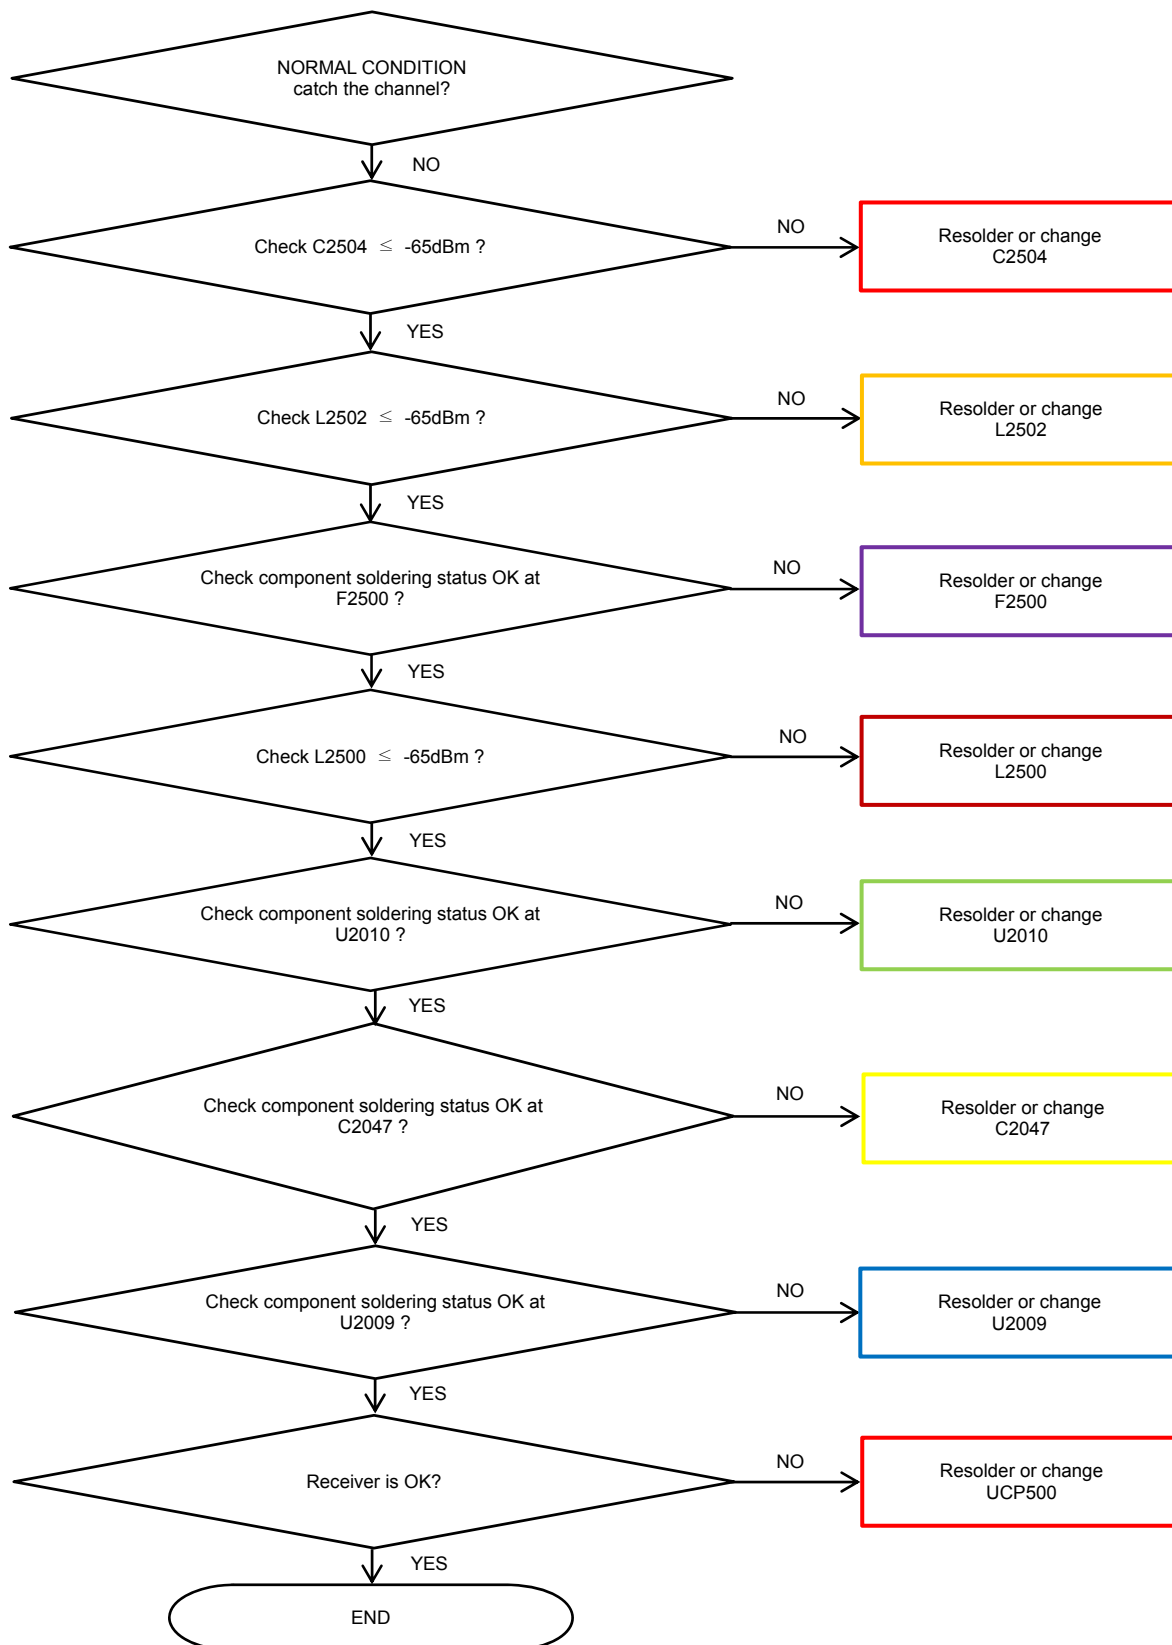 NORMAL CONDITION
catch the channel?
NO
Check C2504 ≤ -65dBm ?
NO
Resolder or change
C2504
YES
Check L2502 ≤ -65dBm ?
NO
Resolder or change
L2502
YES
Check component soldering status OK at
F2500 ?
NO
Resolder or change
F2500
YES
Check L2500 ≤ -65dBm ?
NO
Resolder or change
L2500
YES
Check component soldering status OK at
U2010 ?
NO
Resolder or change
U2010
YES
Check component soldering status OK at
C2047 ?
NO
Resolder or change
C2047
YES
Check component soldering status OK at
U2009 ?
NO
Resolder or change
U2009
YES
Receiver is OK?
NO
Resolder or change
UCP500
YES
END